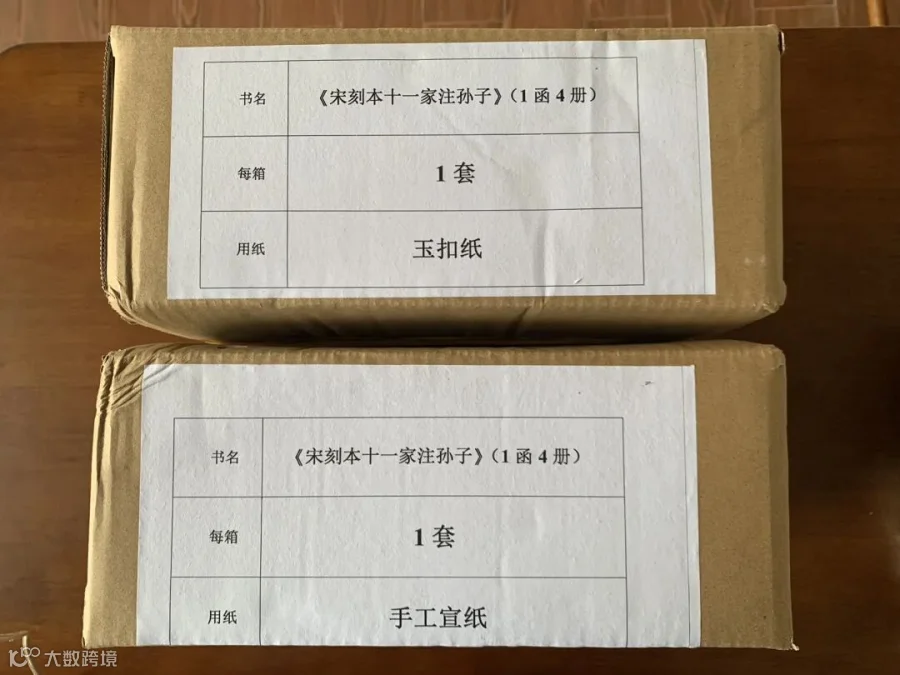 书名 《宋刻本十一家注孙子》（1 函 4 册）
每箱 1 套
用纸 玉扣纸
书名 《宋刻本十一家注孙子》（1 函 4 册）
每箱 1 套
用纸 手工宣纸
大数跨境